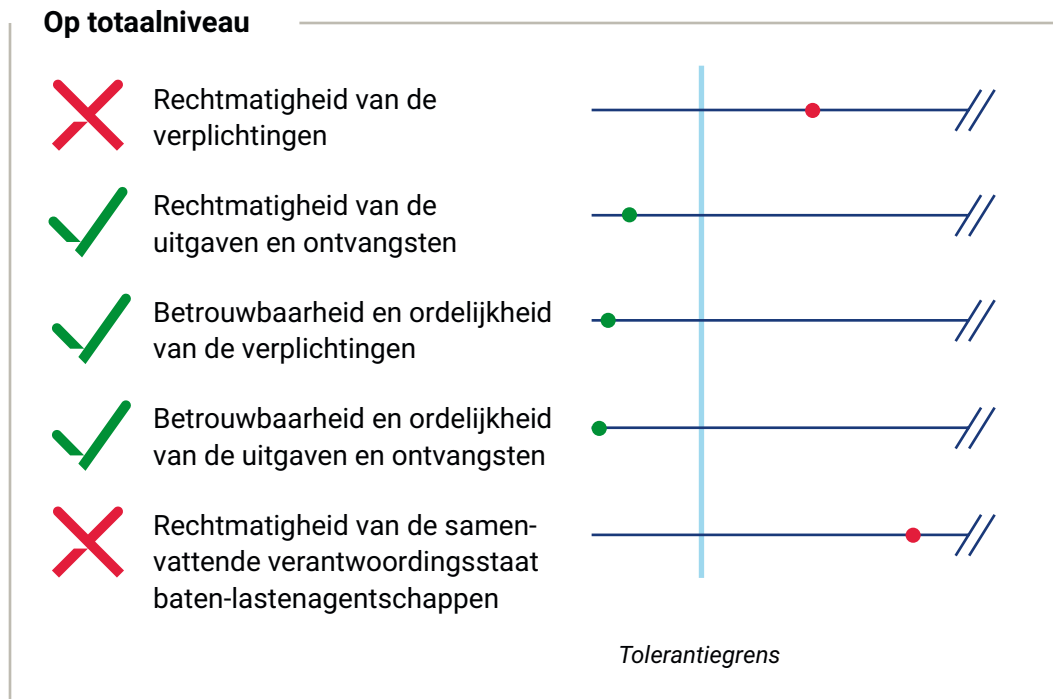 Op totaalniveau
Rechtmatigheid van de
verplichtingen
Rechtmatigheid van de
uitgaven en ontvangsten
Betrouwbaarheid en ordelijkheid
van de verplichtingen
Betrouwbaarheid en ordelijkheid
van de uitgaven en ontvangsten
Rechtmatigheid van de samen-
vattende verantwoordingsstaat
baten-lastenagentschappen
Tolerantiegrens